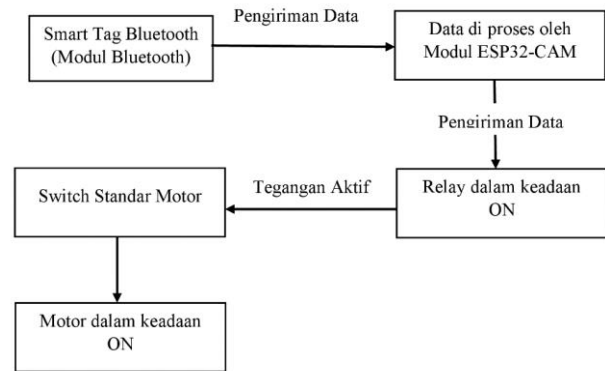 Pengiriman Data
Smart Tag Bluetooth
(Modul Bluetooth)
Data di proses oleh
Modul ESP32-CAM
Pengiriman Data
Relay dalam keadaan
ON
Tegangan Aktif
Switch Standar Motor
Motor dalam keadaan
ON